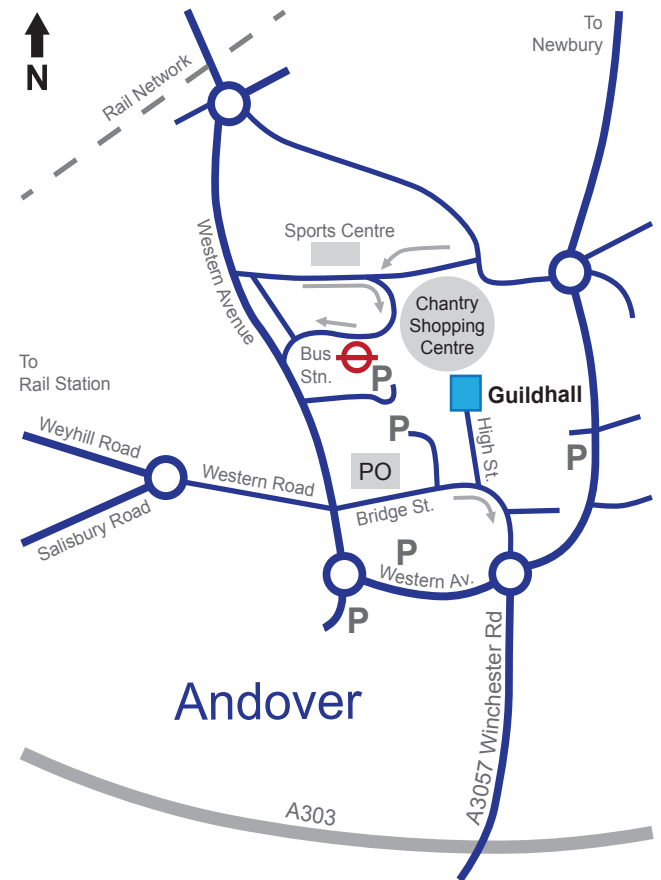 N
Rail Network
To
Newbury
Western Avenue
Sports Centre
Chantry
Shopping
Centre
Bus
Stn.
P
To
Rail Station
Guildhall
Weyhill Road
P
High St.
P
PO
Western Road
Bridge St.
Salisbury Road
P
Western Av.
P
Andover
A3057 Winchester Rd
A303